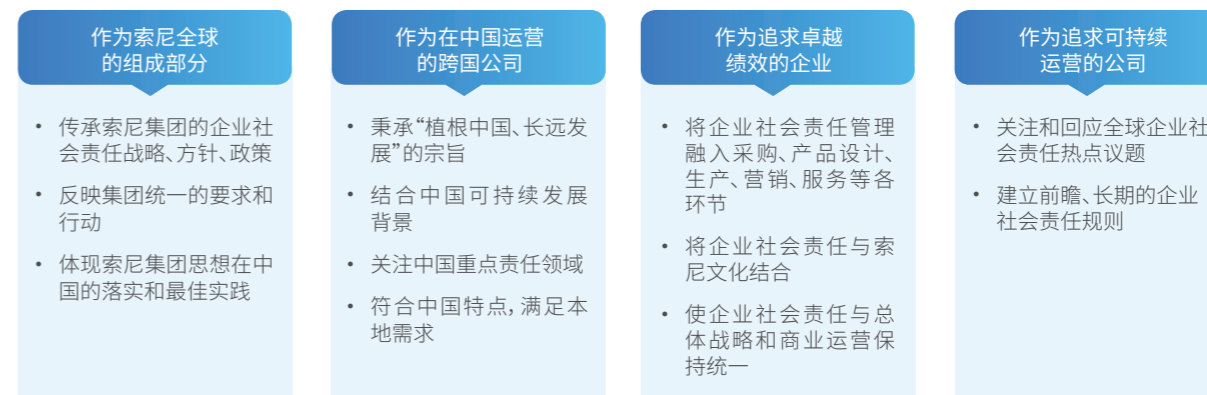 作为索尼全球
的组成部分
• 传承索尼集团的企业社
会责任战略、方针、政策
• 反映集团统一的要求和
行动
• 体现索尼集团思想在中
国的落实和最佳实践
作为在中国运营
的跨国公司
• 秉承“植根中国、长远发
展”的宗旨
• 结合中国可持续发展
背景
• 关注中国重点责任领域
• 符合中国特点，满足本
地需求
作为追求卓越
绩效的企业
• 将企业社会责任管理
融入采购、产品设计、
生产、营销、服务等各
环节
• 将企业社会责任与索
尼文化结合
• 使企业社会责任与总
体战略和商业运营保
持统一
作为追求可持续
运营的公司
• 关注和回应全球企业社
会责任热点议题
• 建立前瞻、长期的企业
社会责任规则